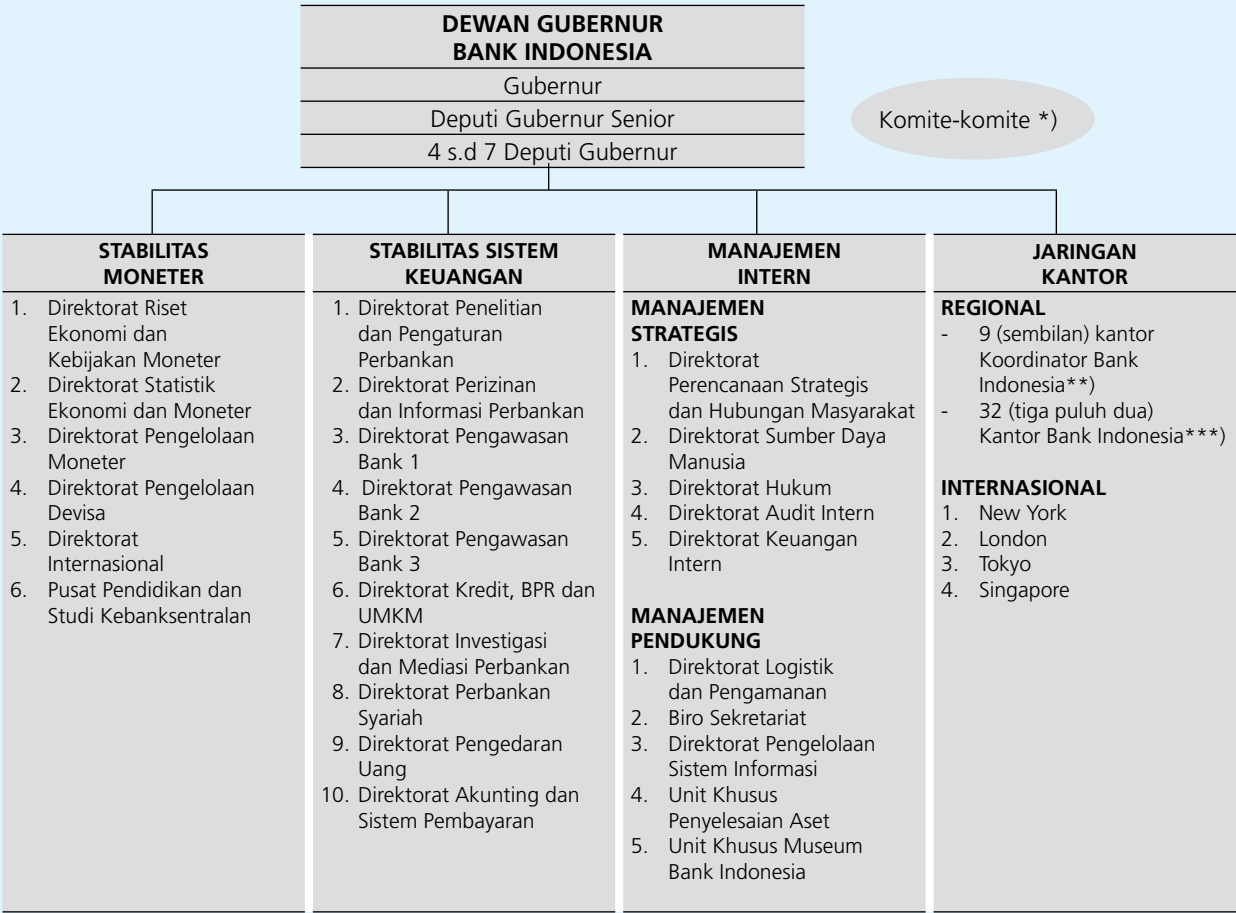 DEWAN GUBERNUR
BANK INDONESIA
Gubernur
Deputi Gubernur Senior
4 s.d 7 Deputi Gubernur
Komite-komite *)
STABILITAS
MONETER
1. Direktorat Riset
Ekonomi dan
Kebijakan Moneter
2. Direktorat Statistik
Ekonomi dan Moneter
3. Direktorat Pengelolaan
Moneter
4. Direktorat Pengelolaan
Devisa
5. Direktorat
Internasional
6. Pusat Pendidikan dan
Studi Kebanksentralan
STABILITAS SISTEM
KEUANGAN
1. Direktorat Penelitian
dan Pengaturan
Perbankan
2. Direktorat Perizinan
dan Informasi Perbankan
3. Direktorat Pengawasan
Bank 1
4. Direktorat Pengawasan
Bank 2
5. Direktorat Pengawasan
Bank 3
6. Direktorat Kredit, BPR dan
UMKM
7. Direktorat Investigasi
dan Mediasi Perbankan
8. Direktorat Perbankan
Syariah
9. Direktorat Pengedaran
Uang
10. Direktorat Akunting dan
Sistem Pembayaran
MANAJEMEN
INTERN
MANAJEMEN
STRATEGIS
1. Direktorat
Perencanaan Strategis
dan Hubungan Masyarakat
2. Direktorat Sumber Daya
Manusia
3. Direktorat Hukum
4. Direktorat Audit Intern
5. Direktorat Keuangan
Intern
MANAJEMEN
PENDUKUNG
1. Direktorat Logistik
dan Pengamanan
2. Biro Sekretariat
3. Direktorat Pengelolaan
Sistem Informasi
4. Unit Khusus
Penyelesaian Aset
5. Unit Khusus Museum
Bank Indonesia
JARINGAN
KANTOR
REGIONAL
- 9 (sembilan) kantor
Koordinator Bank
Indonesia**)
- 32 (tiga puluh dua)
Kantor Bank Indonesia***)
INTERNASIONAL
1. New York
2. London
3. Tokyo
4. Singapore